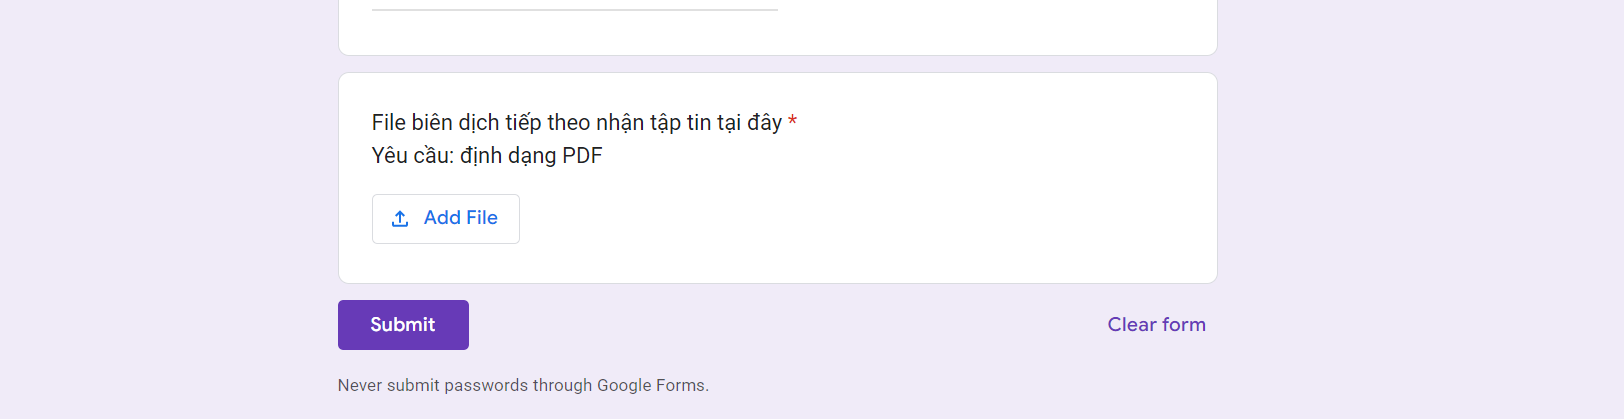 File biên dịch tiếp theo nhận tập tin tại đây *
Yêu cầu: định dạng PDF
Add File
Submit
Clear form
Never submit passwords through Google Forms.